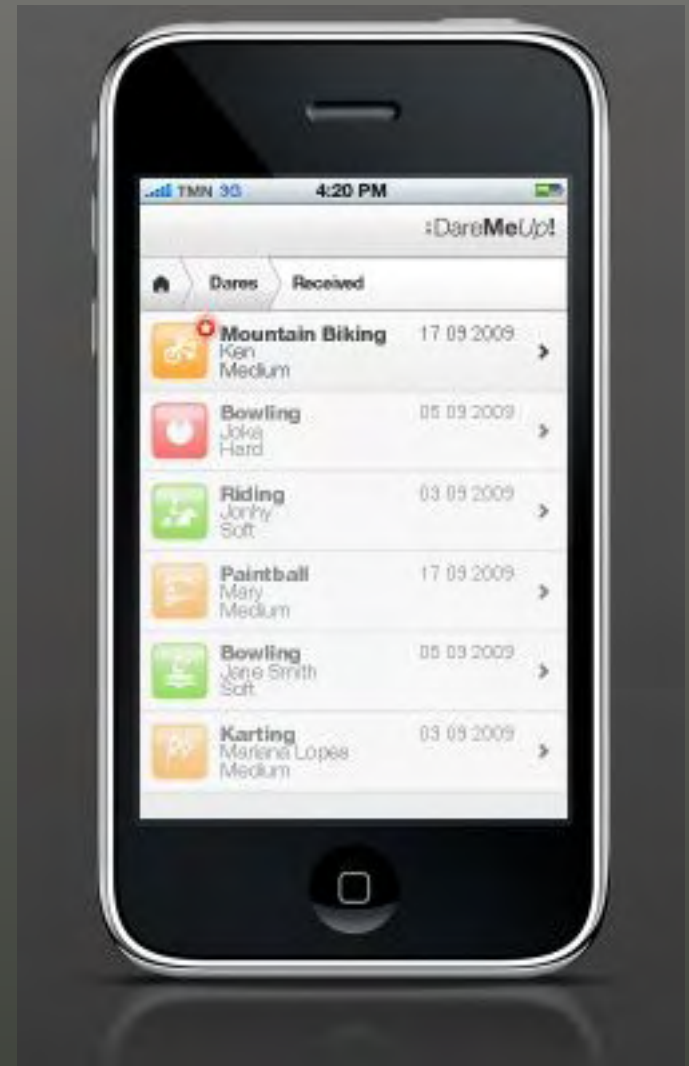 TMN 3G 4:20 PM
:DareMeUp!
Dares Received
Mountain Biking 17 09 2009
Ken
Medium
Bowling 05 09 2009
Joka
Hard
Riding 03 09 2009
Jonhy
Soft
Paintball 17 09 2009
Mary
Medium
Bowling 05 09 2009
Jane Smith
Soft
Karting 03 09 2009
Mariana Lopes
Medium